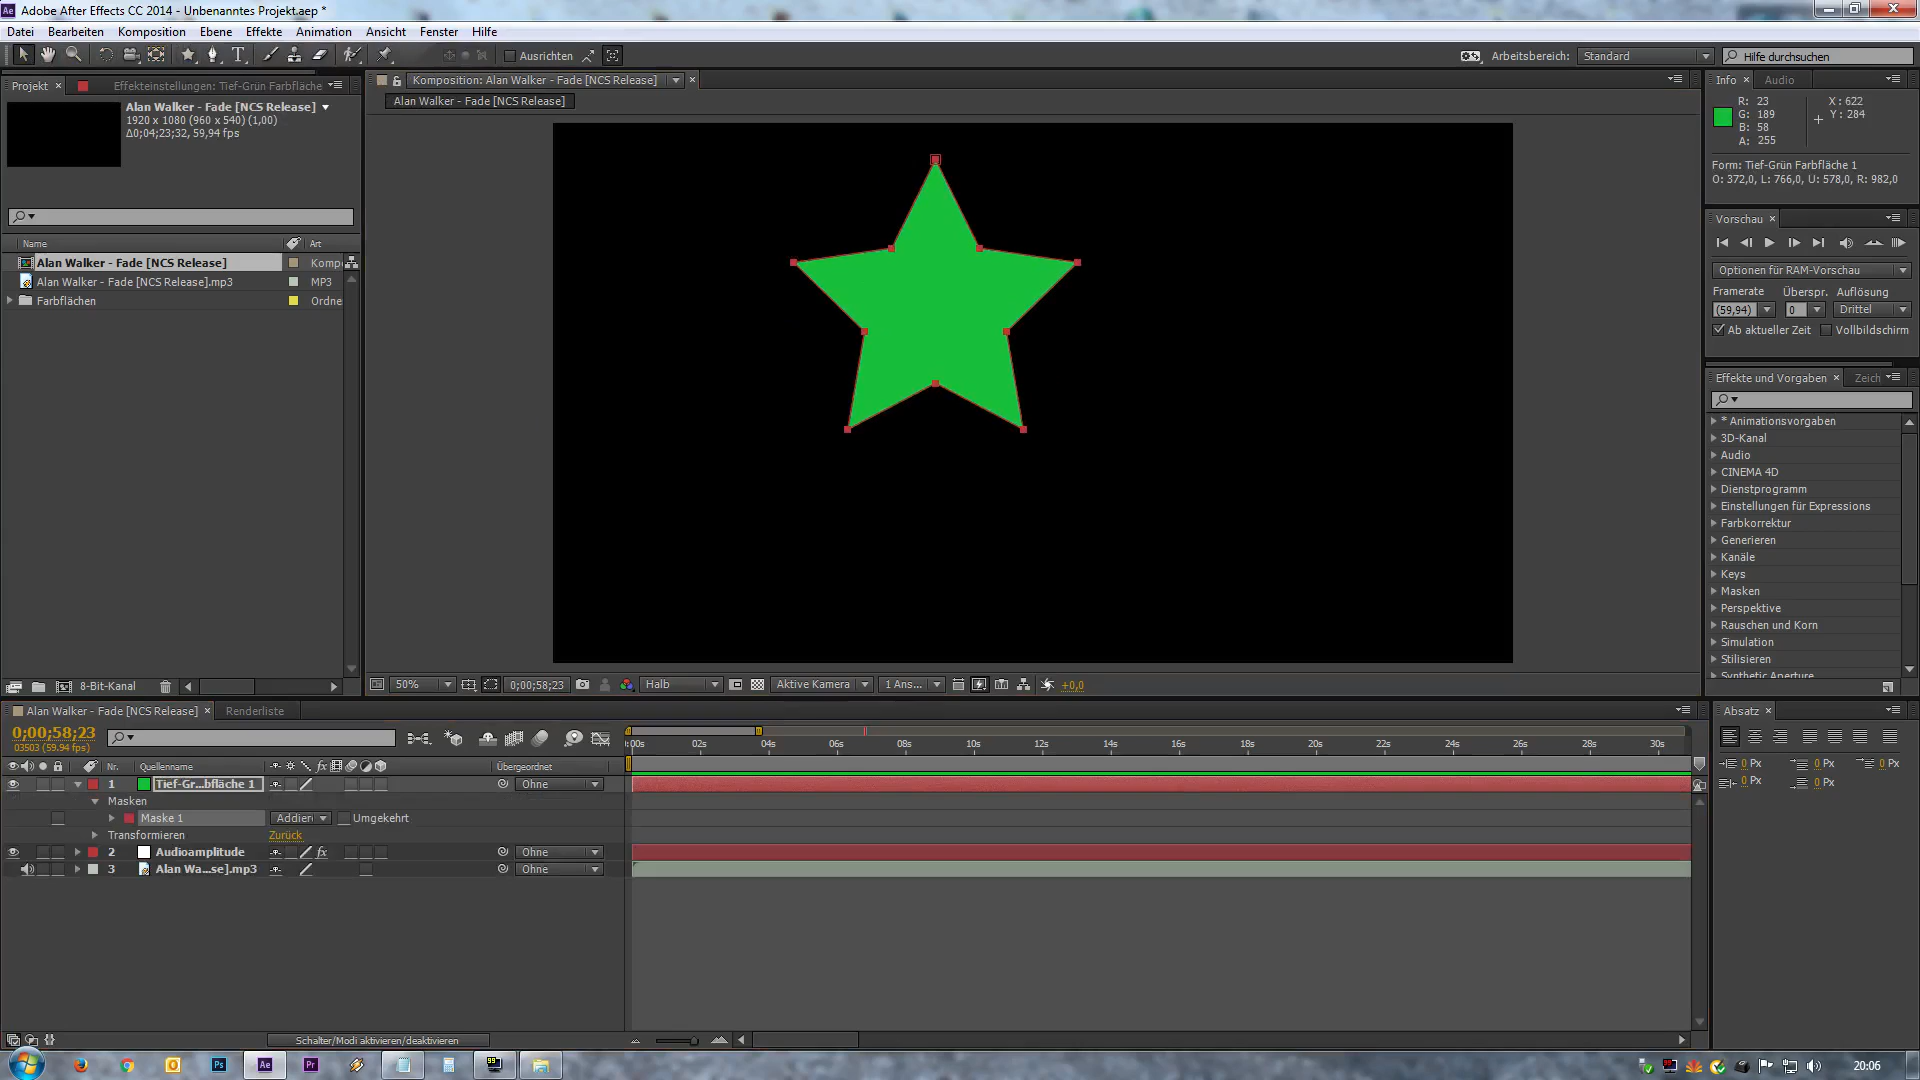 Adobe After Effects CC 2014 - Unbenanntes Projekt.aep *
Datei Bearbeiten Komposition Ebene Effekte Animation Ansicht Fenster Hilfe
Ausrichten
Arbeitsbereich: Standard
Hilfe durchsuchen
Projekt
Effekteinstellungen: Tief-Grün Farbfläche
Alan Walker - Fade [NCS Release]
1920 x 1080 (960 x 540) (1,00)
Δ0;04;23;32, 59,94 fps
Name Art
Alan Walker - Fade [NCS Release] Komp
Alan Walker - Fade [NCS Release].mp3 MP3
Farbflächen Ordne
8-Bit-Kanal
Komposition: Alan Walker - Fade [NCS Release]
Alan Walker - Fade [NCS Release]
50%
0;00;58;23
Halb
Aktive Kamera
1 Ans...
+0,0
Info Audio
R: 23
G: 189
B: 58
A: 255
X: 622
Y: 284
Form: Tief-Grün Farbfläche 1
O: 372,0, L: 766,0, U: 578,0, R: 982,0
Vorschau
Optionen für RAM-Vorschau
Framerate Überspr. Auflösung
(59,94) 0 Drittel
Ab aktueller Zeit Vollbildschirm
Effekte und Vorgaben Zeich
* Animationsvorgaben
3D-Kanal
Audio
CINEMA 4D
Dienstprogramm
Einstellungen für Expressions
Farbkorrektur
Generieren
Kanäle
Keys
Masken
Perspektive
Rauschen und Korn
Simulation
Stilisieren
Synthetic Aperture
Alan Walker - Fade [NCS Release] Renderliste
0;00;58;23
03503 (59.94 fps)
Nr. Quellenname fx Übergeordnet
1 Tief-Gr...bfläche 1 Ohne
Masken
Maske 1 Addier Umgekehrt
Transformieren Zurück
2 Audioamplitude fx Ohne
3 Alan Wa...se].mp3 Ohne
:00s 02s 04s 06s 08s 10s 12s 14s 16s 18s 20s 22s 24s 26s 28s 30s
Schalter/Modi aktivieren/deaktivieren
Absatz
0 Px 0 Px 0 Px
0 Px 0 Px
Ps Ae Pr
20:06